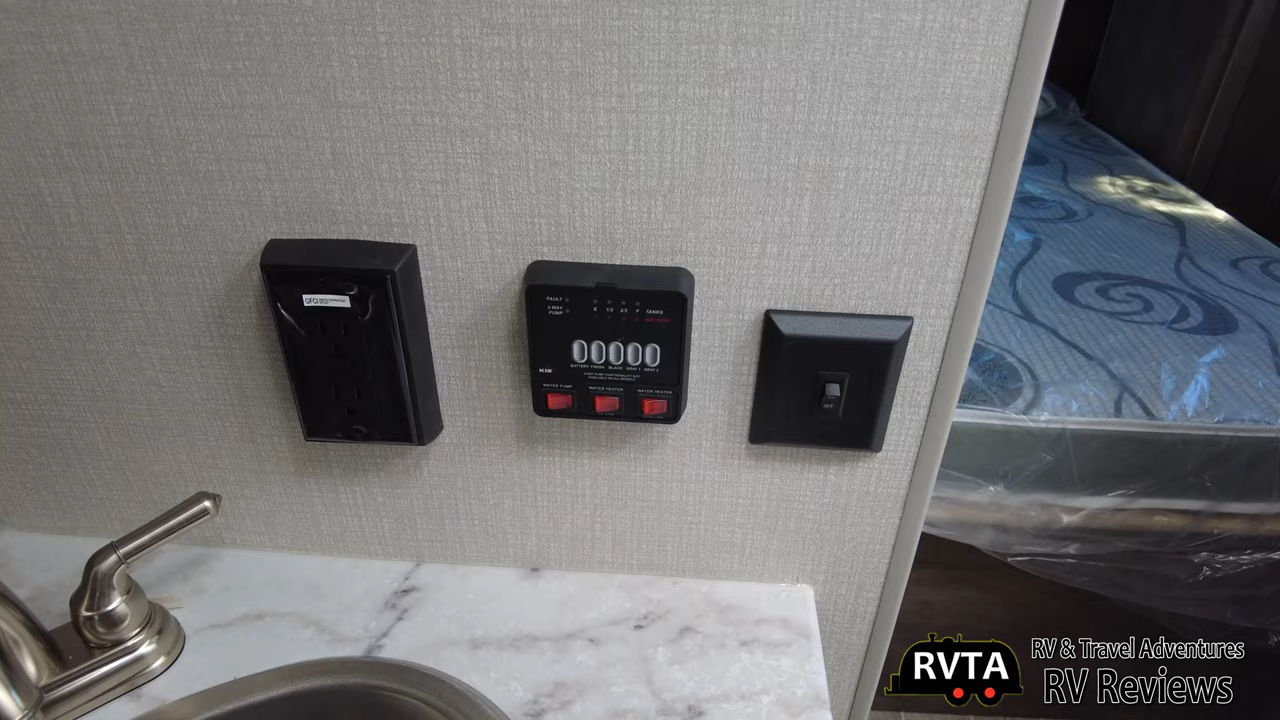 GFCI
FAULT
2-WAY
PUMP
E 1/3 2/3 F TANKS
BATTERY
BATTERY FRESH BLACK GRAY 1 GRAY 2
KIB
WATER PUMP
WATER HEATER
WATER HEATER
OFF
RVTA
RV & Travel Adventures
RV Reviews